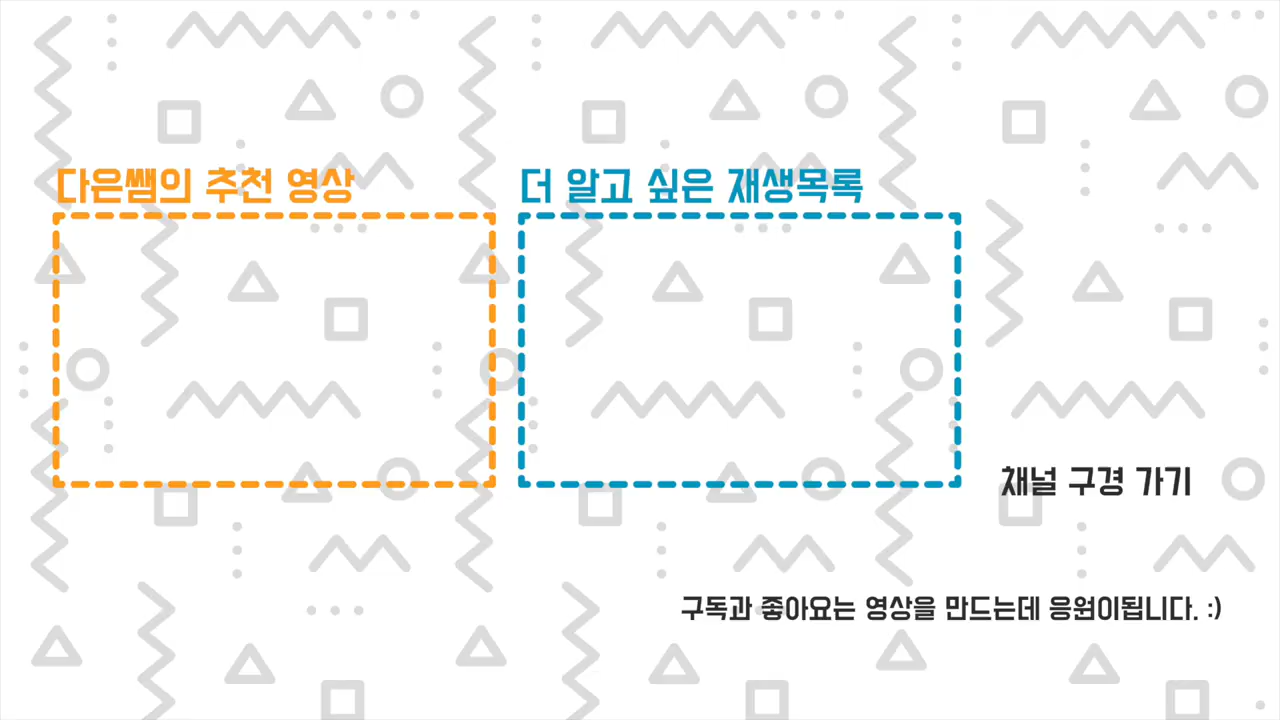 다은쌤의 추천 영상
더 알고 싶은 재생목록
채널 구경 가기
구독과 좋아요는 영상을 만드는데 응원이됩니다. :)